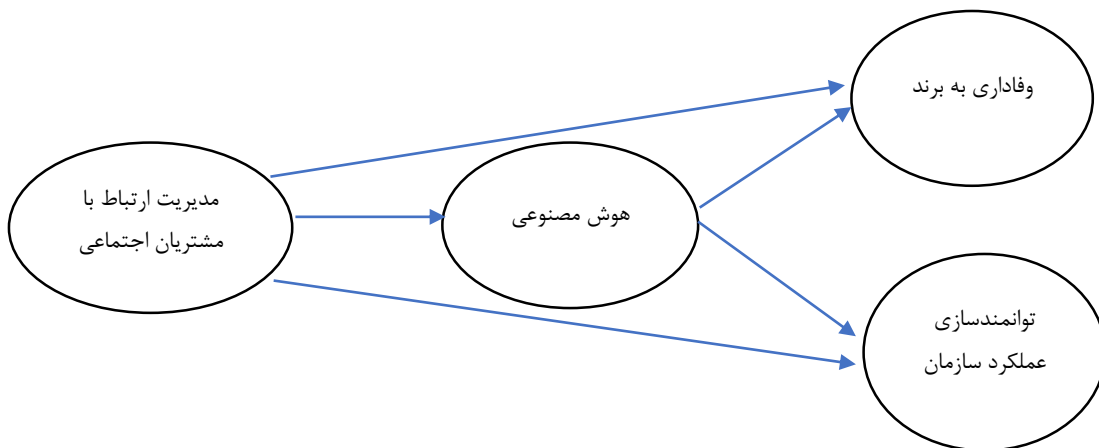 وفاداری به برند
مدیریت ارتباط با
مشتریان اجتماعی
هوش مصنوعی
توانمندسازی
عملکرد سازمان